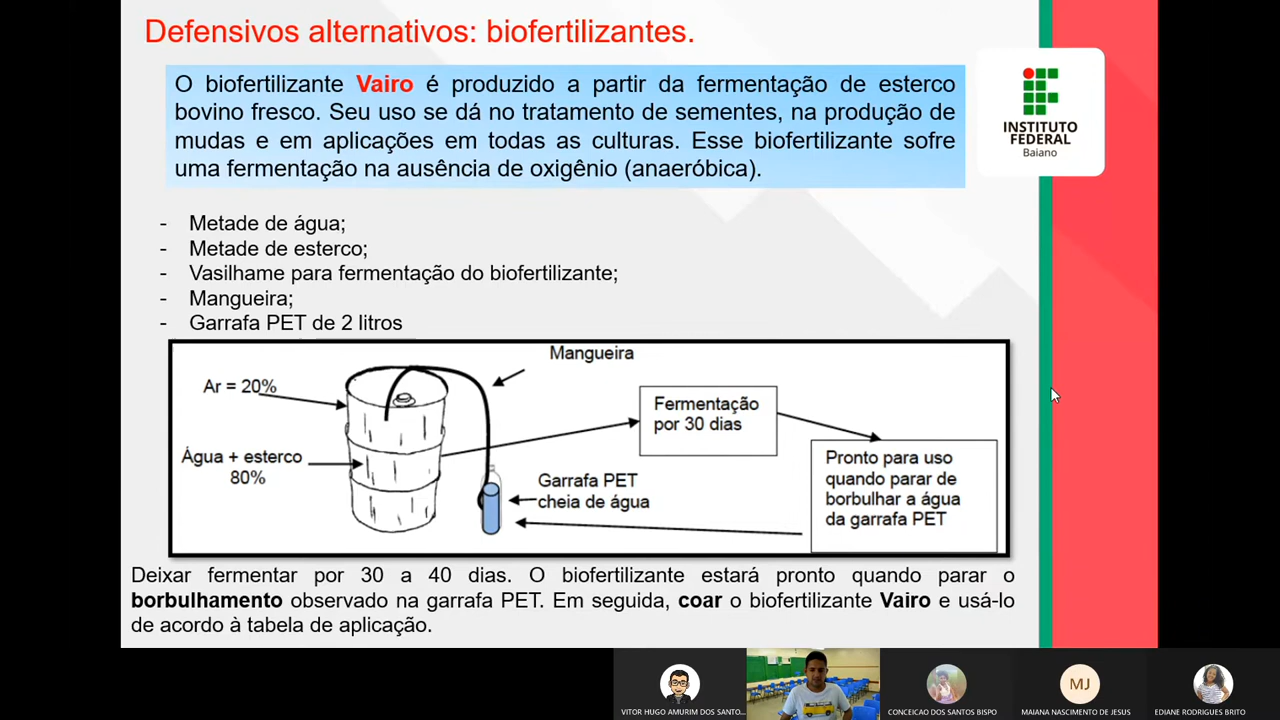 Defensivos alternativos: biofertilizantes.
O biofertilizante Vairo é produzido a partir da fermentação de esterco
bovino fresco. Seu uso se dá no tratamento de sementes, na produção de
mudas e em aplicações em todas as culturas. Esse biofertilizante sofre
uma fermentação na ausência de oxigênio (anaeróbica).
INSTITUTO
FEDERAL
Baiano
- Metade de água;
- Metade de esterco;
- Vasilhame para fermentação do biofertilizante;
- Mangueira;
- Garrafa PET de 2 litros
Mangueira
Ar = 20%
Fermentação
por 30 dias
Água + esterco
80%
Garrafa PET
cheia de água
Pronto para uso
quando parar de
borbulhar a água
da garrafa PET
Deixar fermentar por 30 a 40 dias. O biofertilizante estará pronto quando parar o
borbulhamento observado na garrafa PET. Em seguida, coar o biofertilizante Vairo e usá-lo
de acordo à tabela de aplicação.
VITOR HUGO AMURIM DOS SANTO...
CONCEICAO DOS SANTOS BISPO
MJ
MAIANA NASCIMENTO DE JESUS
EDIANE RODRIGUES BRITO